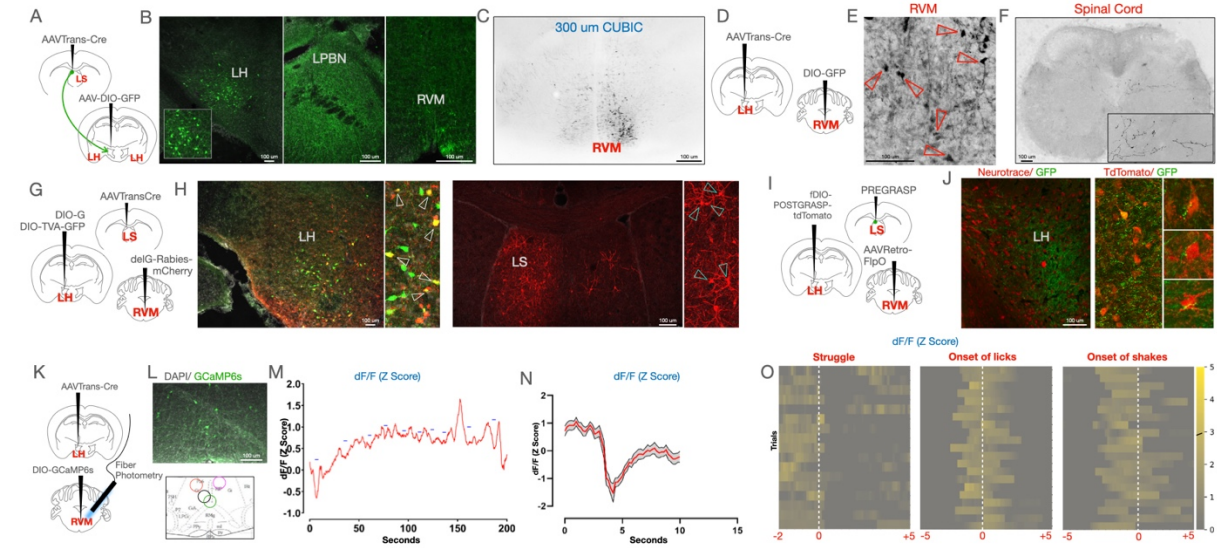 A
AAVTrans-Cre
LS
AAV-DIO-GFP
LH
LH
B
LH
100 um
LPBN
100 um
RVM
100 um
C
300 um CUBIC
RVM
100 um
D
AAVTrans-Cre
LH
DIO-GFP
RVM
E
RVM
100 um
F
Spinal Cord
100 um
G
AAVTransCre
DIO-G
DIO-TVA-GFP
LS
delG-Rabies-
mCherry
LH
RVM
H
LH
100 um
LS
100 um
I
PREGRASP
fDIO-
POSTGRASP-
tdTomato
LS
AAVRetro-
FlpO
LH
RVM
J
Neurotrace/ GFP
TdTomato/ GFP
LH
100 um
K
AAVTrans-Cre
LH
DIO-GCaMP6s
Fiber
Photometry
RVM
L
DAPI/ GCaMP6s
100 um
M
dF/F (Z Score)
dF/F (Z Score)
2.0
1.5
1.0
0.5
0.0
-0.5
-1.0
0
50
100
150
200
Seconds
N
dF/F (Z Score)
dF/F (Z Score)
2
1
0
-1
-2
0
5
10
15
Seconds
dF/F (Z Score)
O
Struggle
Onset of licks
Onset of shakes
Trials
-2
0
+5
-5
0
+5
-5
0
+5
5
4
3
2
1
0